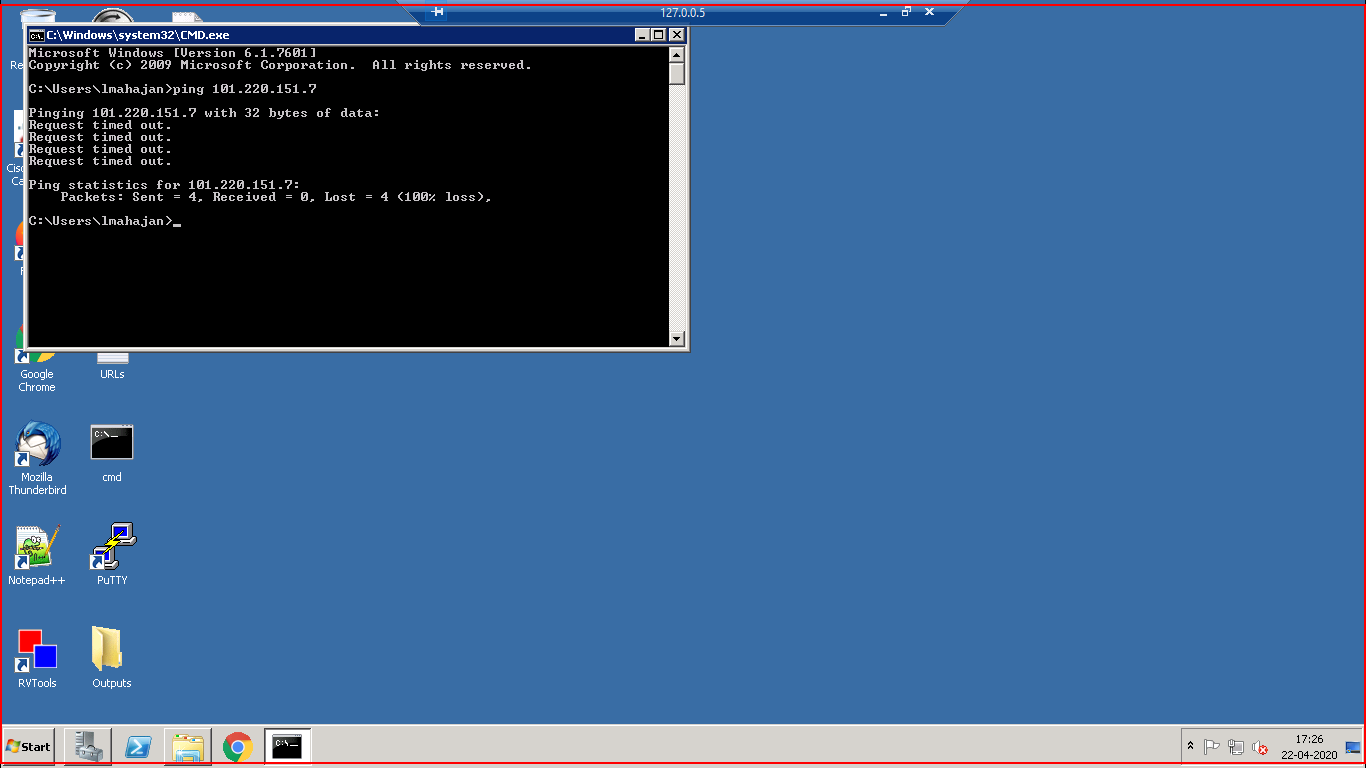 127.0.0.5
C:\Windows\system32\CMD.exe
Microsoft Windows [Version 6.1.7601]
Copyright (c) 2009 Microsoft Corporation.  All rights reserved.
C:\Users\lmahajan>ping 101.220.151.7
Pinging 101.220.151.7 with 32 bytes of data:
Request timed out.
Request timed out.
Request timed out.
Request timed out.
Ping statistics for 101.220.151.7:
    Packets: Sent = 4, Received = 0, Lost = 4 (100% loss),
C:\Users\lmahajan>_
Re
Cisc
Ca
F
Google
Chrome
URLs
Mozilla
Thunderbird
C:\._
cmd
Notepad++
PuTTY
RVTools
Outputs
Start
C:\._
17:26
22-04-2020